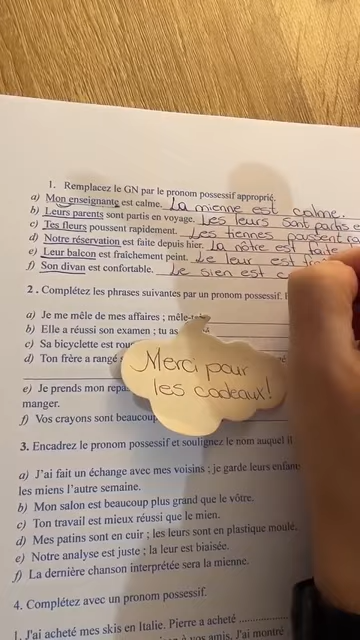 1. Remplacez le GN par le pronom possessif approprié.
a) Mon enseignante est calme. La mienne est calme.
b) Leurs parents sont partis en voyage. Les leurs sont partis
c) Tes fleurs poussent rapidement. Les tiennes poussent
d) Notre réservation est faite depuis hier. La nôtre est faite
e) Leur balcon est fraîchement peint. Le leur est
f) Son divan est confortable. Le sien est
2. Complétez les phrases suivantes par un pronom possessif.
a) Je me mêle de mes affaires ; mêle-
b) Elle a réussi son examen ; tu as
c) Sa bicyclette est
d) Ton frère a rangé
Merci pour
les cadeaux!
e) Je prends mon
manger.
f) Vos crayons sont beaucoup
3. Encadrez le pronom possessif et soulignez le nom auquel il
a) J'ai fait un échange avec mes voisins ; je garde leurs
les miens l'autre semaine.
b) Mon salon est beaucoup plus grand que le vôtre.
c) Ton travail est mieux réussi que le mien.
d) Mes patins sont en cuir ; les leurs sont en plastique moulé.
e) Notre analyse est juste ; la leur est biaisée.
f) La dernière chanson interprétée sera la mienne.
4. Complétez avec un pronom possessif.
1. J'ai acheté mes skis en Italie. Pierre a acheté ..............
à vos amis. J'ai montré